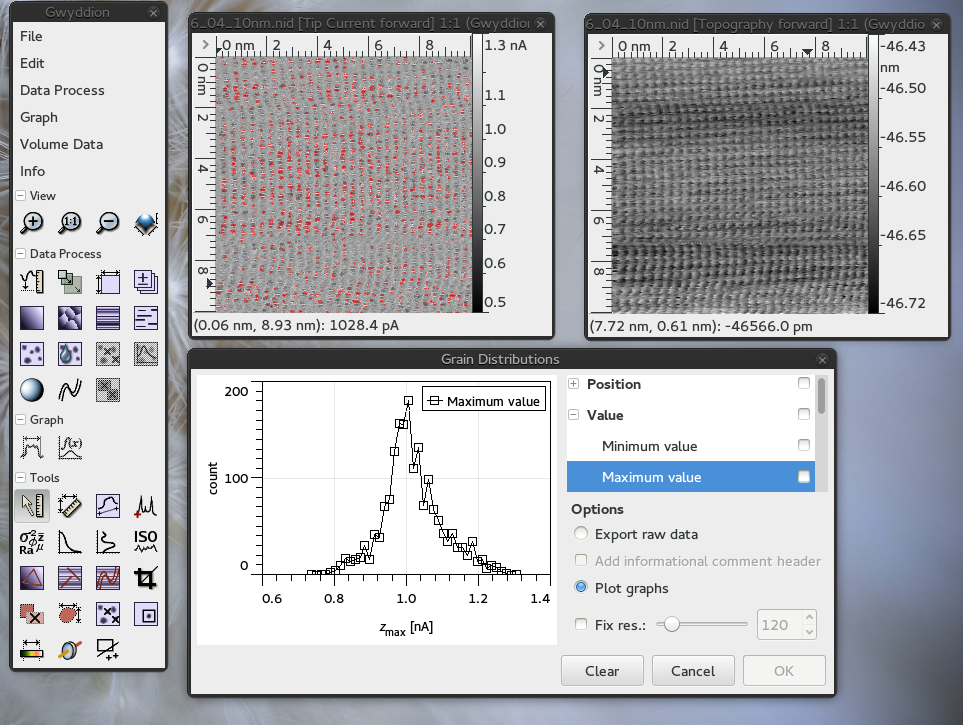 Gwyddion
File
Edit
Data Process
Graph
Volume Data
Info
View
1:1
Data Process
Graph
f(x)
Tools
ISO
Ra
6_04_10nm.nid [Tip Current forward] 1:1 (Gwyddion
0 nm 2 4 6 8
0 nm
2
4
6
8
1.3 nA
1.1
1.0
0.9
0.8
0.7
0.6
0.5
(0.06 nm, 8.93 nm): 1028.4 pA
6_04_10nm.nid [Topography forward] 1:1 (Gwyddio
0 nm 2 4 6 8
0 nm
2
4
6
8
-46.43
nm
-46.50
-46.55
-46.60
-46.65
-46.72
(7.72 nm, 0.61 nm): -46566.0 pm
Grain Distributions
200
100
0
count
Maximum value
0.6 0.8 1.0 1.2 1.4
zmax [nA]
Position
Value
Minimum value
Maximum value
Options
Export raw data
Add informational comment header
Plot graphs
Fix res.: 120
Clear Cancel OK